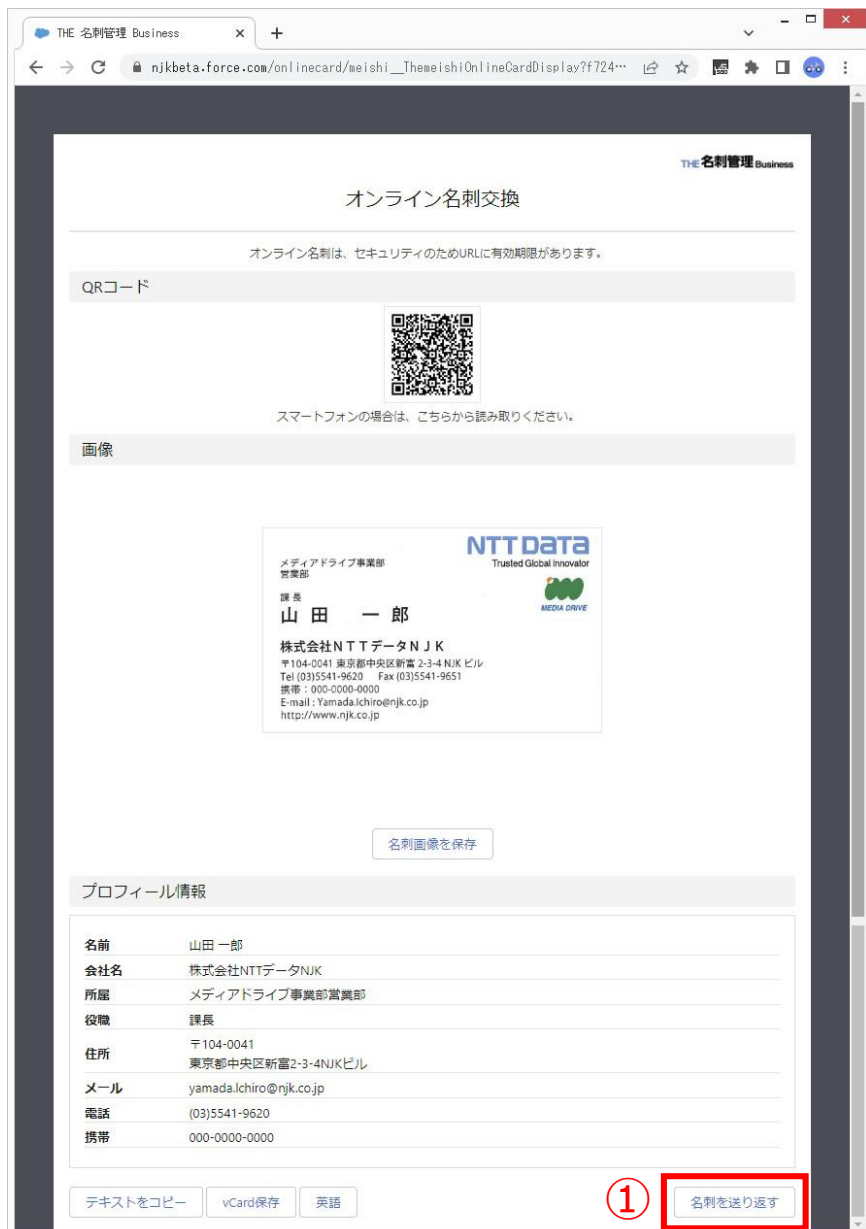 THE 名刺管理 Business
njkbeta.force.com/onlinecard/meishi__ThemeishiOnlineCardDisplay?f724…
THE 名刺管理 Business
オンライン名刺交換
オンライン名刺は、セキュリティのためURLに有効期限があります。
QRコード
スマートフォンの場合は、こちらから読み取りください。
画像
NTT DATA
Trusted Global Innovator
MEDIA DRIVE
メディアドライブ事業部
営業部
課長
山田 一郎
株式会社NTTデータNJK
〒104-0041 東京都中央区新富 2-3-4 NJK ビル
Tel (03)5541-9620 Fax (03)5541-9651
携帯：000-0000-0000
E-mail : Yamada.Ichiro@njk.co.jp
http://www.njk.co.jp
名刺画像を保存
プロフィール情報
名前 山田 一郎
会社名 株式会社NTTデータNJK
所属 メディアドライブ事業部営業部
役職 課長
住所 〒104-0041
東京都中央区新富2-3-4NJKビル
メール yamada.Ichiro@njk.co.jp
電話 (03)5541-9620
携帯 000-0000-0000
テキストをコピー vCard保存 英語 ① 名刺を送り返す